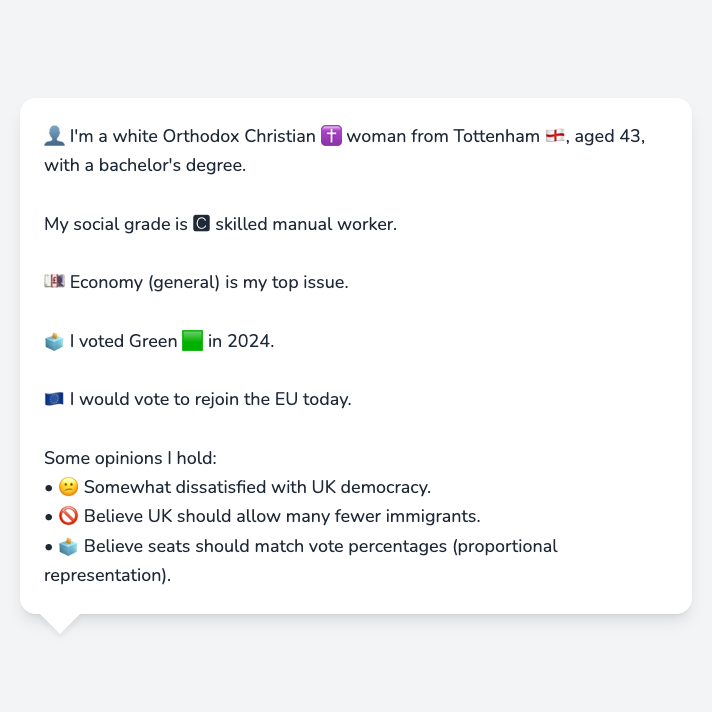 👤 I'm a white Orthodox Christian ✝️ woman from Tottenham 🏴󠁧󠁢󠁥󠁮󠁧󠁿, aged 43,
with a bachelor's degree.
My social grade is 🅲 skilled manual worker.
💷 Economy (general) is my top issue.
🗳️ I voted Green 🟩 in 2024.
🇪🇺 I would vote to rejoin the EU today.
Some opinions I hold:
• 😕 Somewhat dissatisfied with UK democracy.
• 🚫 Believe UK should allow many fewer immigrants.
• 🗳️ Believe seats should match vote percentages (proportional
representation).